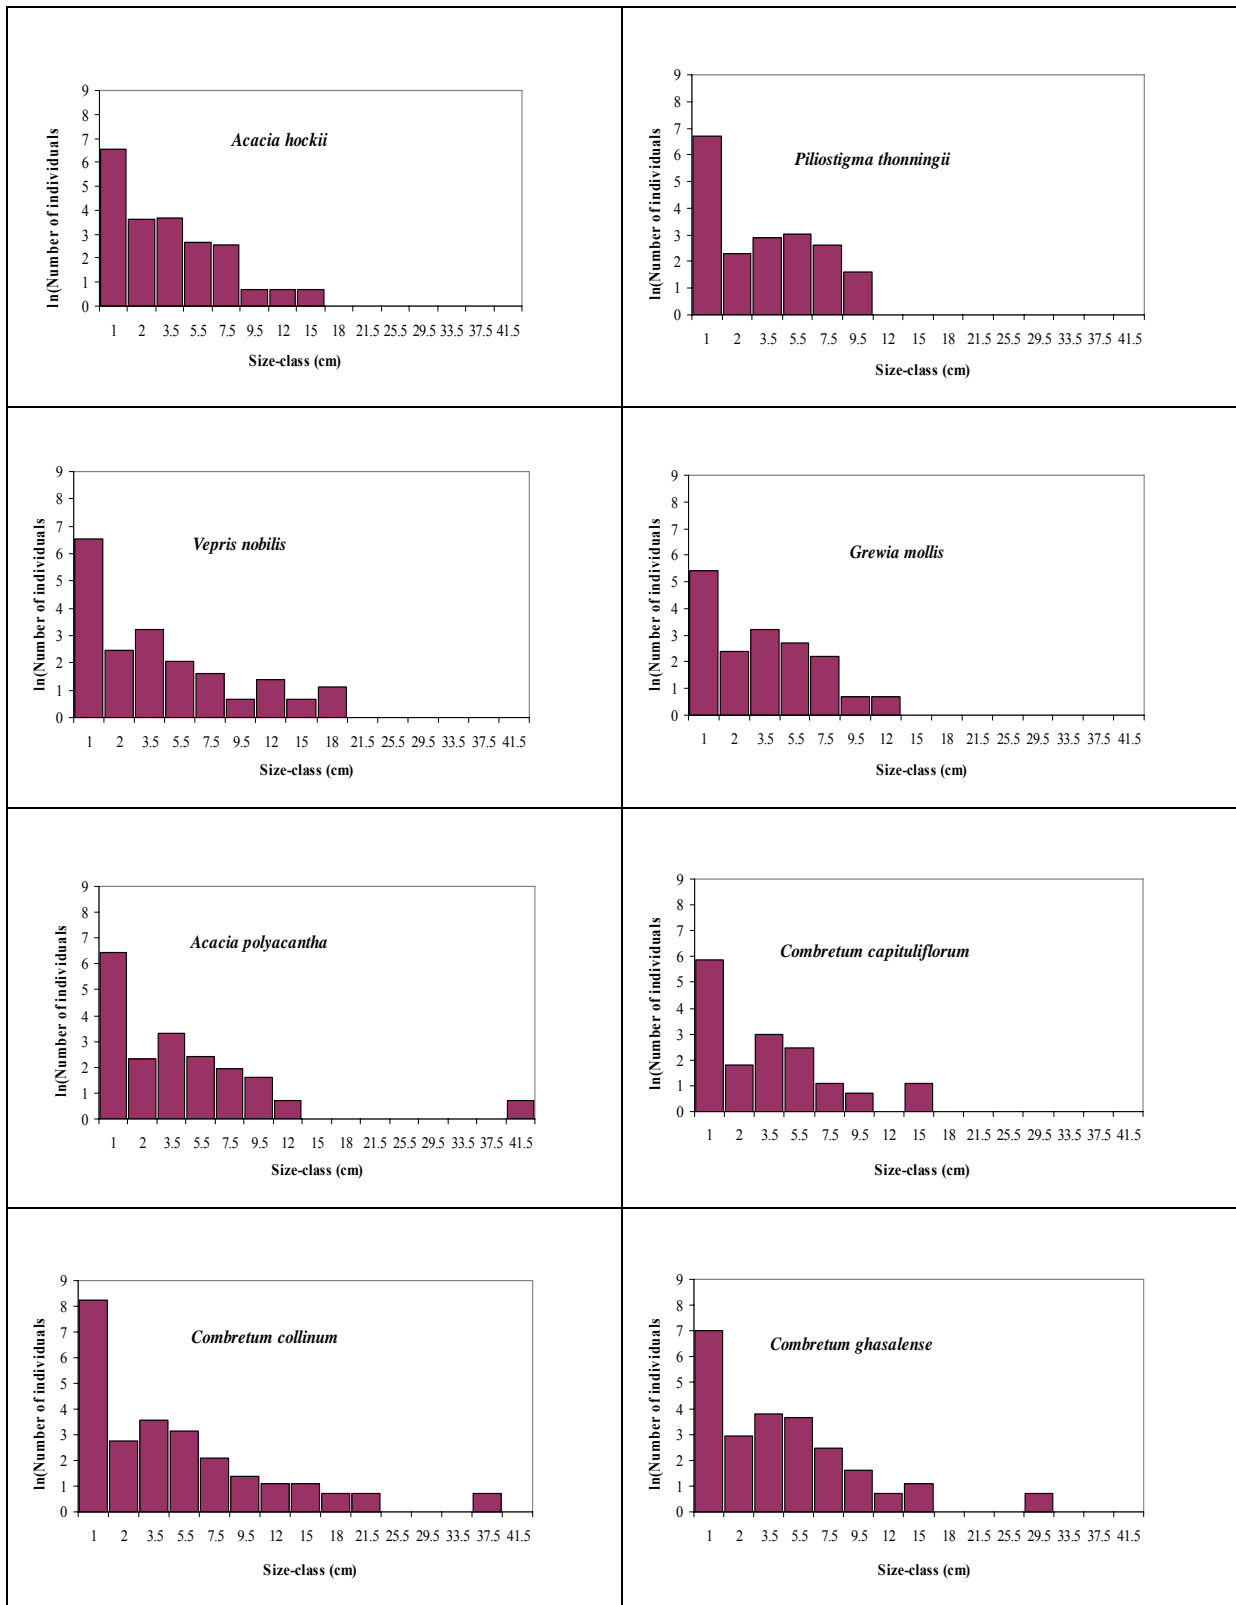 9
8
7
6
5
4
3
2
1
0
ln(Number of individuals
Acacia hockii
1 2 3.5 5.5 7.5 9.5 12 15 18 21.5 25.5 29.5 33.5 37.5 41.5
Size-class (cm)
9
8
7
6
5
4
3
2
1
0
ln(Number of individuals
Piliostigma thonningii
1 2 3.5 5.5 7.5 9.5 12 15 18 21.5 25.5 29.5 33.5 37.5 41.5
Size-class (cm)
9
8
7
6
5
4
3
2
1
0
ln(Number of individuals
Vepris nobilis
1 2 3.5 5.5 7.5 9.5 12 15 18 21.5 25.5 29.5 33.5 37.5 41.5
Size-class (cm)
9
8
7
6
5
4
3
2
1
0
ln(Number of individuals
Grewia mollis
1 2 3.5 5.5 7.5 9.5 12 15 18 21.5 25.5 29.5 33.5 37.5 41.5
Size-class (cm)
9
8
7
6
5
4
3
2
1
0
ln(Number of individuals
Acacia polyacantha
1 2 3.5 5.5 7.5 9.5 12 15 18 21.5 25.5 29.5 33.5 37.5 41.5
Size-class (cm)
9
8
7
6
5
4
3
2
1
0
ln(Number of individuals
Combretum capituliflorum
1 2 3.5 5.5 7.5 9.5 12 15 18 21.5 25.5 29.5 33.5 37.5 41.5
Size-class (cm)
9
8
7
6
5
4
3
2
1
0
ln(Number of individuals
Combretum collinum
1 2 3.5 5.5 7.5 9.5 12 15 18 21.5 25.5 29.5 33.5 37.5 41.5
Size-class (cm)
9
8
7
6
5
4
3
2
1
0
ln(Number of individuals
Combretum ghasalense
1 2 3.5 5.5 7.5 9.5 12 15 18 21.5 25.5 29.5 33.5 37.5 41.5
Size-class (cm)